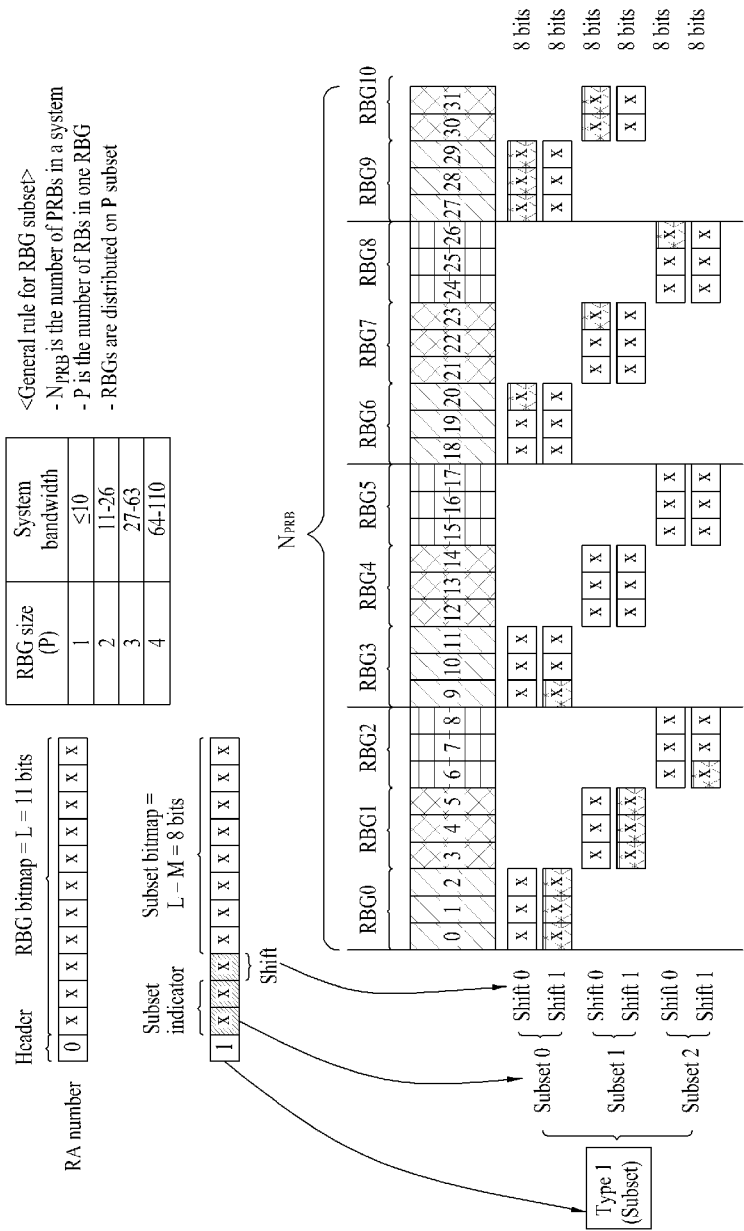 Header RBG bitmap = L = 11 bits
RA number 0 X X X X X X X X X X X
RBG size (P) System bandwidth
1 ≤10
2 11-26
3 27-63
4 64-110
<General rule for RBG subset>
- NPRB is the number of PRBs in a system
- P is the number of RBs in one RBG
- RBGs are distributed on P subset
Subset indicator
Subset bitmap = L − M = 8 bits
1 X X X X X X X X X X X
Shift
NPRB
RBG0 RBG1 RBG2 RBG3 RBG4 RBG5 RBG6 RBG7 RBG8 RBG9 RBG10
0 1 2 3 4 5 6 7 8 9 10 11 12 13 14 15 16 17 18 19 20 21 22 23 24 25 26 27 28 29 30 31
Type 1 (Subset)
Subset 0
Shift 0 X X X X X X X X X X X X 8 bits
Shift 1 X X X X X X X X X X X X 8 bits
Subset 1
Shift 0 X X X X X X X X X X X 8 bits
Shift 1 X X X X X X X X X X X 8 bits
Subset 2
Shift 0 X X X X X X X X X 8 bits
Shift 1 X X X X X X X X X 8 bits